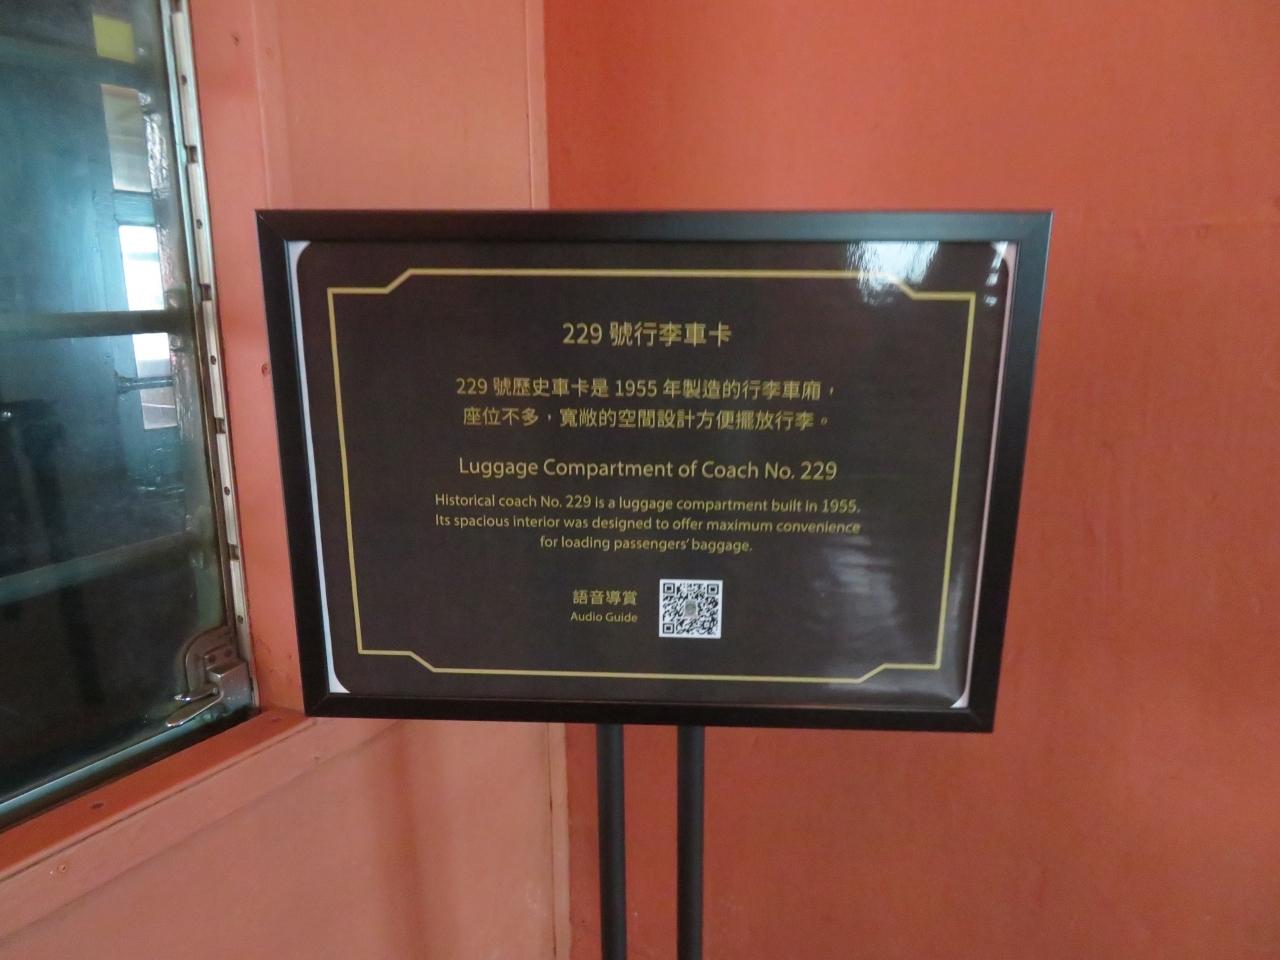 229 號行李車卡
229 號歷史車卡是 1955 年製造的行李車廂，
座位不多，寬敞的空間設計方便擺放行李。
Luggage Compartment of Coach No. 229
Historical coach No. 229 is a luggage compartment built in 1955.
Its spacious interior was designed to offer maximum convenience
for loading passengers' baggage.
語音導賞
Audio Guide